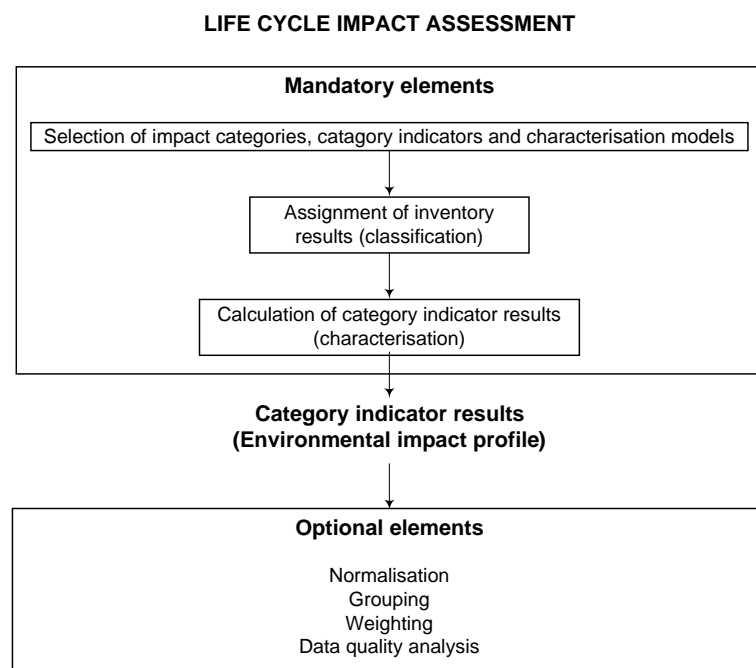 LIFE CYCLE IMPACT ASSESSMENT
Mandatory elements
Selection of impact categories, catagory indicators and characterisation models
Assignment of inventory
results (classification)
Calculation of category indicator results
(characterisation)
Category indicator results
(Environmental impact profile)
Optional elements
Normalisation
Grouping
Weighting
Data quality analysis